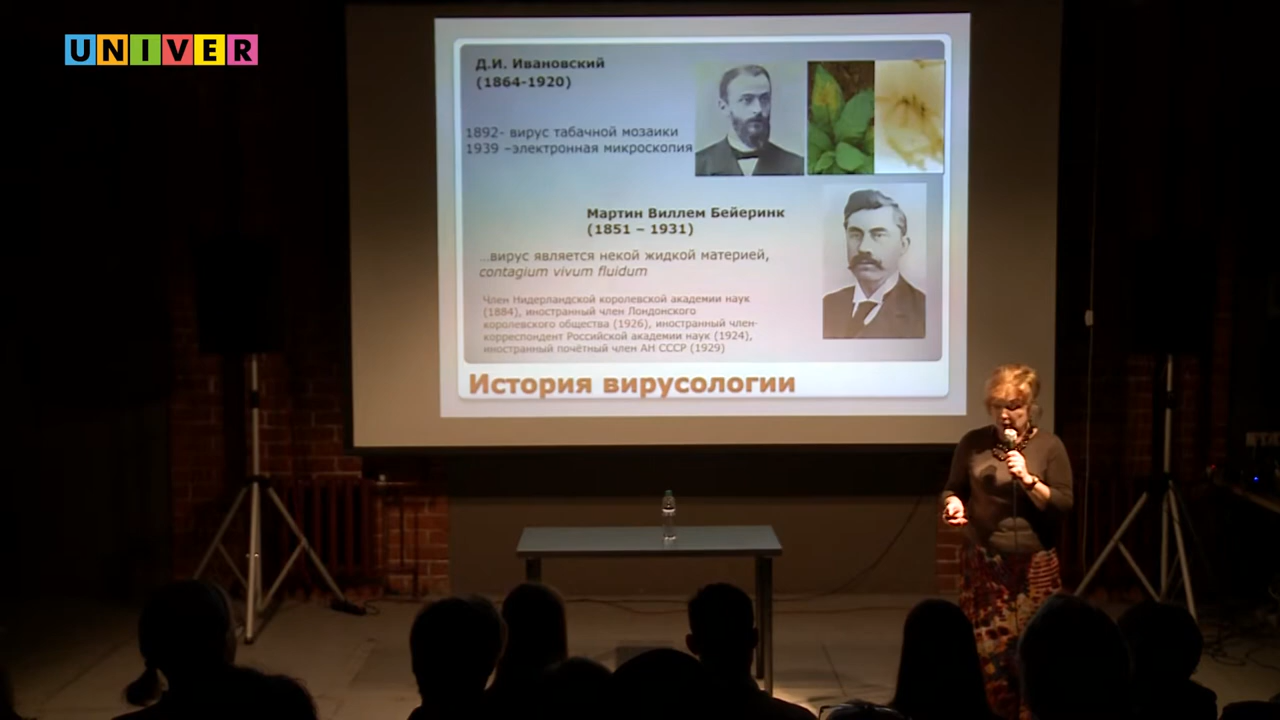 UNIVER
Д.И. Ивановский
(1864-1920)
1892- вирус табачной мозаики
1939 –электронная микроскопия
Мартин Виллем Бейеринк
(1851 – 1931)
...вирус является некой жидкой материей,
contagium vivum fluidum
Член Нидерландской королевской академии наук
(1884), иностранный член Лондонского
королевского общества (1926), иностранный член-
корреспондент Российской академии наук (1924),
иностранный почётный член АН СССР (1929)
История вирусологии